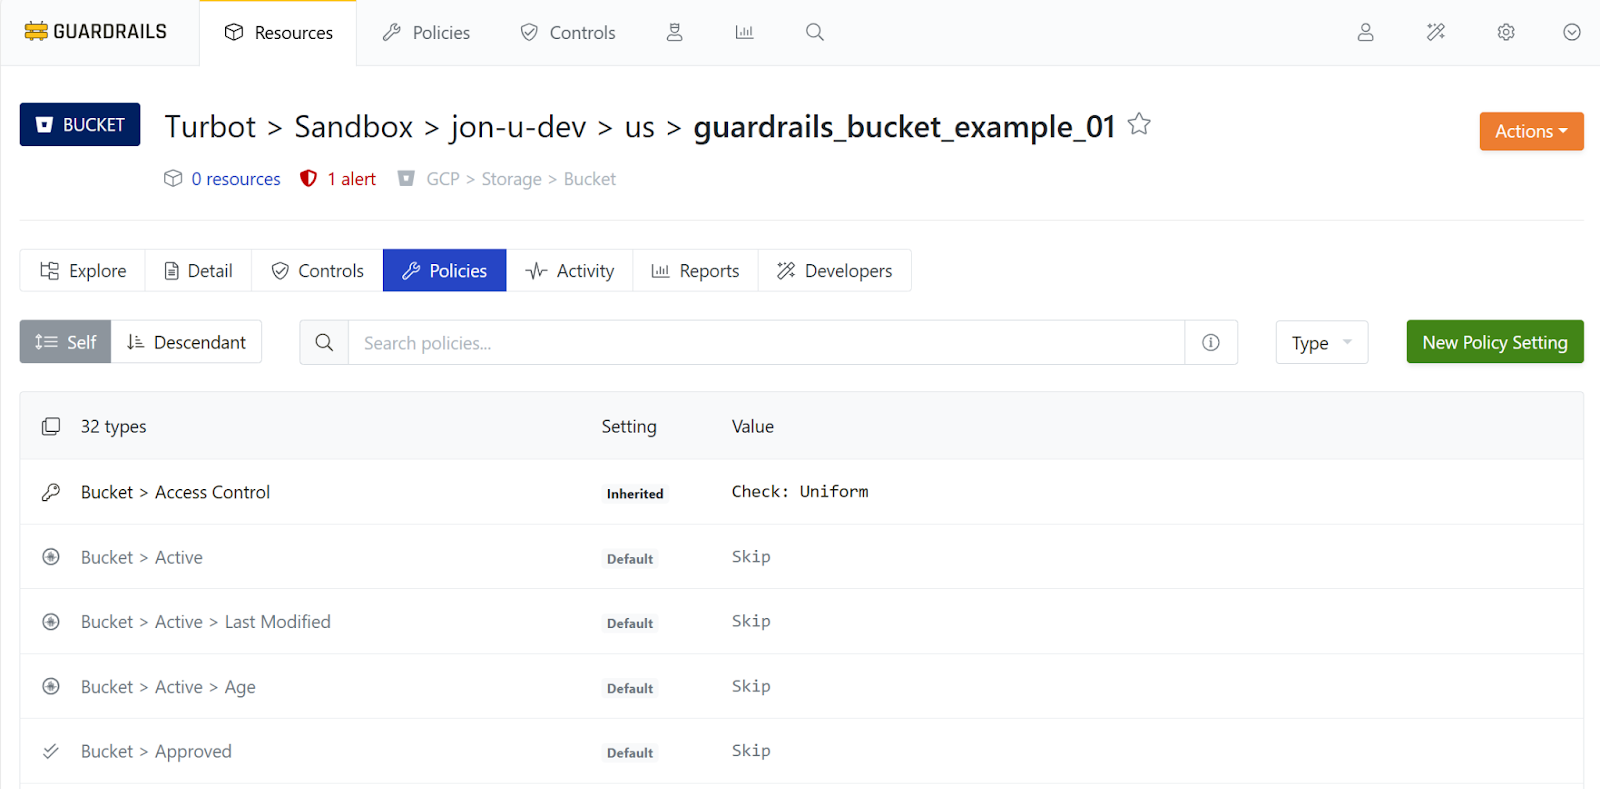 GUARDRAILS Resources Policies Controls
BUCKET Turbot > Sandbox > jon-u-dev > us > guardrails_bucket_example_01 Actions
0 resources 1 alert GCP > Storage > Bucket
Explore Detail Controls Policies Activity Reports Developers
Self Descendant Search policies... Type New Policy Setting
32 types Setting Value
Bucket > Access Control Inherited Check: Uniform
Bucket > Active Default Skip
Bucket > Active > Last Modified Default Skip
Bucket > Active > Age Default Skip
Bucket > Approved Default Skip